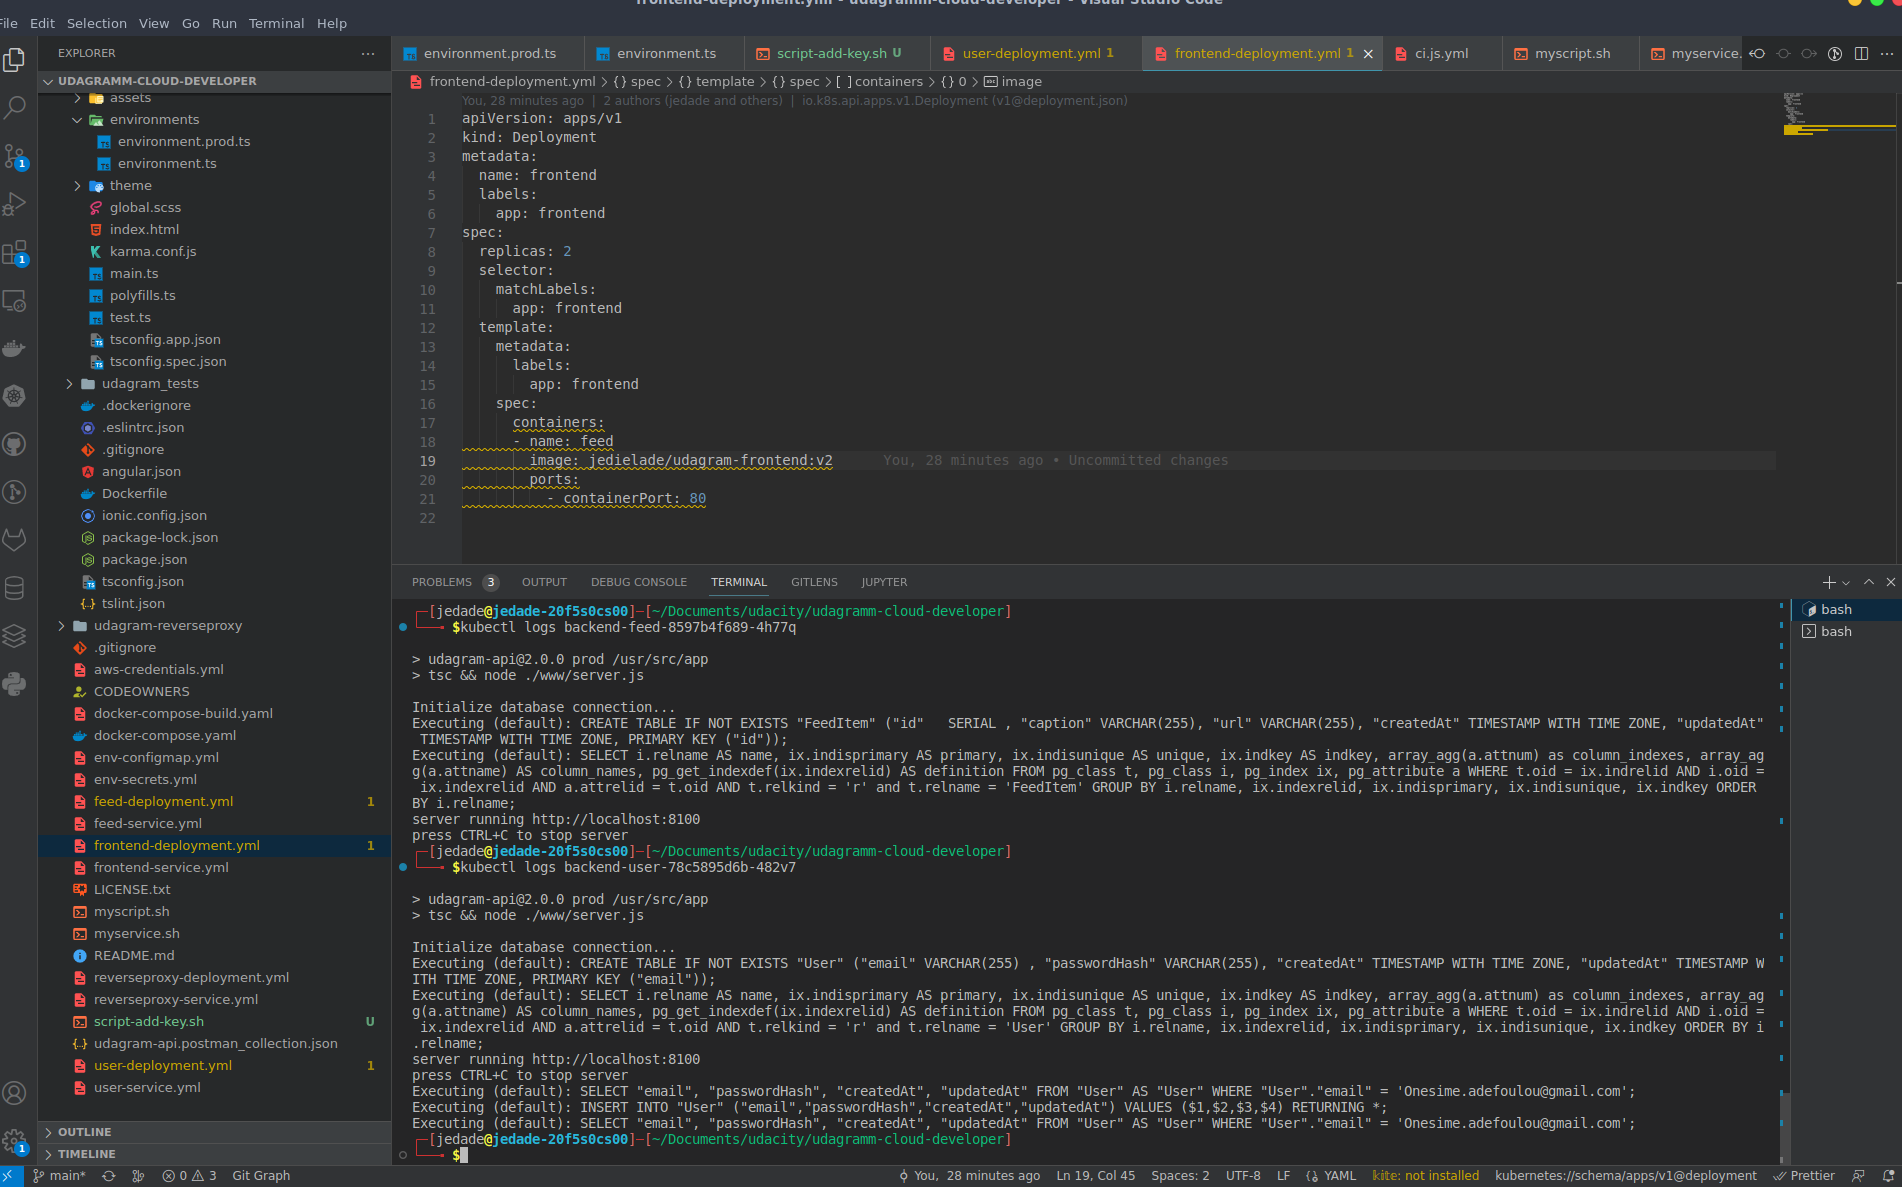 frontend-deployment.yml - udagramm-cloud-developer - Visual Studio Code
File Edit Selection View Go Run Terminal Help
EXPLORER
UDAGRAMM-CLOUD-DEVELOPER
assets
environments
environment.prod.ts
environment.ts
theme
global.scss
index.html
karma.conf.js
main.ts
polyfills.ts
test.ts
tsconfig.app.json
tsconfig.spec.json
udagram_tests
.dockerignore
.eslintrc.json
.gitignore
angular.json
Dockerfile
ionic.config.json
package-lock.json
package.json
tsconfig.json
tslint.json
udagram-reverseproxy
.gitignore
aws-credentials.yml
CODEOWNERS
docker-compose-build.yaml
docker-compose.yaml
env-configmap.yml
env-secrets.yml
feed-deployment.yml 1
feed-service.yml
frontend-deployment.yml 1
frontend-service.yml
LICENSE.txt
myscript.sh
myservice.sh
README.md
reverseproxy-deployment.yml
reverseproxy-service.yml
script-add-key.sh U
udagram-api.postman_collection.json
user-deployment.yml 1
user-service.yml
OUTLINE
TIMELINE
environment.prod.ts environment.ts script-add-key.sh U user-deployment.yml 1 frontend-deployment.yml 1 ci.js.yml myscript.sh myservice.
frontend-deployment.yml > {} spec > {} template > {} spec > [ ] containers > {} 0 > image
You, 28 minutes ago | 2 authors (jedade and others) | io.k8s.api.apps.v1.Deployment (v1@deployment.json)
1 apiVersion: apps/v1
2 kind: Deployment
3 metadata:
4 name: frontend
5 labels:
6 app: frontend
7 spec:
8 replicas: 2
9 selector:
10 matchLabels:
11 app: frontend
12 template:
13 metadata:
14 labels:
15 app: frontend
16 spec:
17 containers:
18 - name: feed
19 image: jedielade/udagram-frontend:v2 You, 28 minutes ago • Uncommitted changes
20 ports:
21 - containerPort: 80
22
PROBLEMS 3 OUTPUT DEBUG CONSOLE TERMINAL GITLENS JUPYTER
bash
bash
[jedade@jedade-20f5s0cs00]─[~/Documents/udacity/udagramm-cloud-developer]
$kubectl logs backend-feed-8597b4f689-4h77q
> udagram-api@2.0.0 prod /usr/src/app
> tsc && node ./www/server.js
Initialize database connection...
Executing (default): CREATE TABLE IF NOT EXISTS "FeedItem" ("id"   SERIAL , "caption" VARCHAR(255), "url" VARCHAR(255), "createdAt" TIMESTAMP WITH TIME ZONE, "updatedAt"
TIMESTAMP WITH TIME ZONE, PRIMARY KEY ("id"));
Executing (default): SELECT i.relname AS name, ix.indisprimary AS primary, ix.indisunique AS unique, ix.indkey AS indkey, array_agg(a.attnum) as column_indexes, array_ag
g(a.attname) AS column_names, pg_get_indexdef(ix.indexrelid) AS definition FROM pg_class t, pg_class i, pg_index ix, pg_attribute a WHERE t.oid = ix.indrelid AND i.oid =
ix.indexrelid AND a.attrelid = t.oid AND t.relkind = 'r' and t.relname = 'FeedItem' GROUP BY i.relname, ix.indexrelid, ix.indisprimary, ix.indisunique, ix.indkey ORDER
BY i.relname;
server running http://localhost:8100
press CTRL+C to stop server
[jedade@jedade-20f5s0cs00]─[~/Documents/udacity/udagramm-cloud-developer]
$kubectl logs backend-user-78c5895d6b-482v7
> udagram-api@2.0.0 prod /usr/src/app
> tsc && node ./www/server.js
Initialize database connection...
Executing (default): CREATE TABLE IF NOT EXISTS "User" ("email" VARCHAR(255) , "passwordHash" VARCHAR(255), "createdAt" TIMESTAMP WITH TIME ZONE, "updatedAt" TIMESTAMP W
ITH TIME ZONE, PRIMARY KEY ("email"));
Executing (default): SELECT i.relname AS name, ix.indisprimary AS primary, ix.indisunique AS unique, ix.indkey AS indkey, array_agg(a.attnum) as column_indexes, array_ag
g(a.attname) AS column_names, pg_get_indexdef(ix.indexrelid) AS definition FROM pg_class t, pg_class i, pg_index ix, pg_attribute a WHERE t.oid = ix.indrelid AND i.oid =
ix.indexrelid AND a.attrelid = t.oid AND t.relkind = 'r' and t.relname = 'User' GROUP BY i.relname, ix.indexrelid, ix.indisprimary, ix.indisunique, ix.indkey ORDER BY i
.relname;
server running http://localhost:8100
press CTRL+C to stop server
Executing (default): SELECT "email", "passwordHash", "createdAt", "updatedAt" FROM "User" AS "User" WHERE "User"."email" = 'Onesime.adefoulou@gmail.com';
Executing (default): INSERT INTO "User" ("email","passwordHash","createdAt","updatedAt") VALUES ($1,$2,$3,$4) RETURNING *;
Executing (default): SELECT "email", "passwordHash", "createdAt", "updatedAt" FROM "User" AS "User" WHERE "User"."email" = 'Onesime.adefoulou@gmail.com';
[jedade@jedade-20f5s0cs00]─[~/Documents/udacity/udagramm-cloud-developer]
$
main* 0 3 Git Graph You, 28 minutes ago Ln 19, Col 45 Spaces: 2 UTF-8 LF YAML kite: not installed kubernetes://schema/apps/v1@deployment Prettier